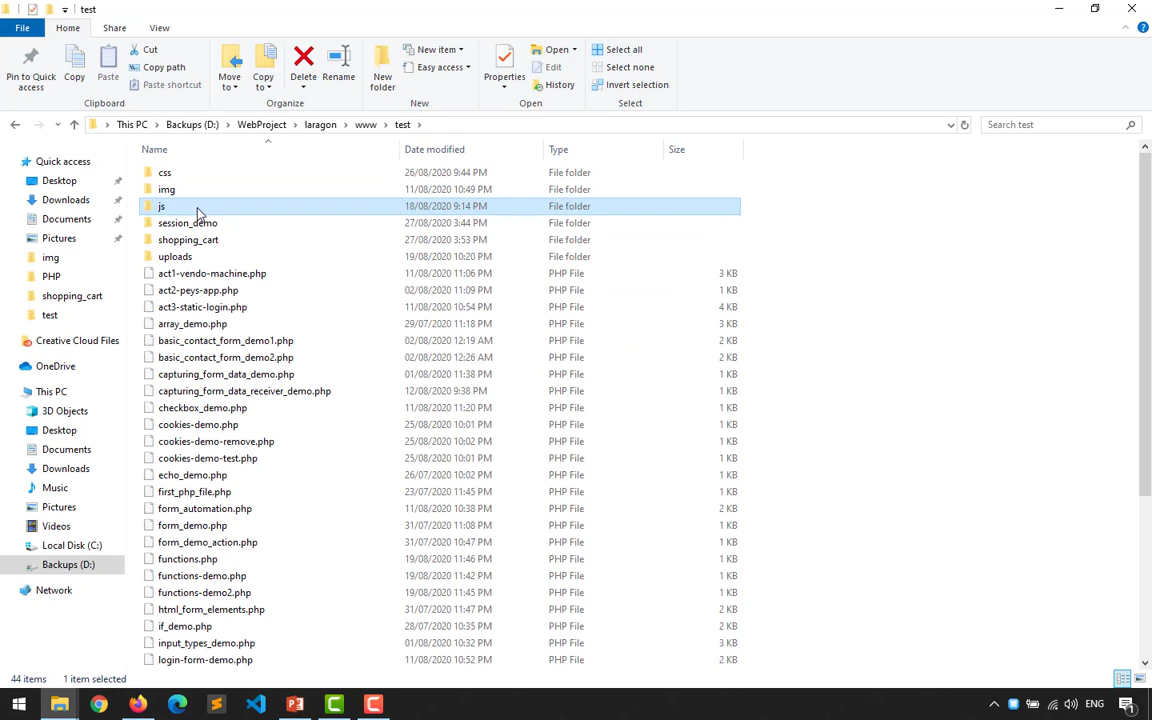 test
File Home Share View
Pin to Quick access
Copy
Paste
Cut
Copy path
Paste shortcut
Clipboard
Move to
Copy to
Delete
Rename
Organize
New folder
New item
Easy access
New
Properties
Open
Edit
History
Open
Select all
Select none
Invert selection
Select
This PC > Backups (D:) > WebProject > laragon > www > test >
Search test
Name Date modified Type Size
Quick access
Desktop
Downloads
Documents
Pictures
img
PHP
shopping_cart
test
Creative Cloud Files
OneDrive
This PC
3D Objects
Desktop
Documents
Downloads
Music
Pictures
Videos
Local Disk (C:)
Backups (D:)
Network
css 26/08/2020 9:44 PM File folder
img 11/08/2020 10:49 PM File folder
js 18/08/2020 9:14 PM File folder
session_demo 27/08/2020 3:44 PM File folder
shopping_cart 27/08/2020 3:53 PM File folder
uploads 19/08/2020 10:20 PM File folder
act1-vendo-machine.php 11/08/2020 11:06 PM PHP File 3 KB
act2-peys-app.php 02/08/2020 11:09 PM PHP File 1 KB
act3-static-login.php 11/08/2020 10:54 PM PHP File 4 KB
array_demo.php 29/07/2020 11:18 PM PHP File 3 KB
basic_contact_form_demo1.php 02/08/2020 12:19 AM PHP File 2 KB
basic_contact_form_demo2.php 02/08/2020 12:26 AM PHP File 2 KB
capturing_form_data_demo.php 01/08/2020 11:38 PM PHP File 1 KB
capturing_form_data_receiver_demo.php 12/08/2020 9:38 PM PHP File 1 KB
checkbox_demo.php 11/08/2020 11:20 PM PHP File 1 KB
cookies-demo.php 25/08/2020 10:01 PM PHP File 1 KB
cookies-demo-remove.php 25/08/2020 10:02 PM PHP File 1 KB
cookies-demo-test.php 25/08/2020 10:01 PM PHP File 1 KB
echo_demo.php 26/07/2020 10:02 PM PHP File 1 KB
first_php_file.php 23/07/2020 11:45 PM PHP File 1 KB
form_automation.php 11/08/2020 10:38 PM PHP File 2 KB
form_demo.php 31/07/2020 11:08 PM PHP File 1 KB
form_demo_action.php 31/07/2020 10:47 PM PHP File 1 KB
functions.php 19/08/2020 11:46 PM PHP File 1 KB
functions-demo.php 19/08/2020 11:42 PM PHP File 1 KB
functions-demo2.php 19/08/2020 11:45 PM PHP File 1 KB
html_form_elements.php 31/07/2020 11:47 PM PHP File 2 KB
if_demo.php 28/07/2020 10:35 PM PHP File 2 KB
input_types_demo.php 01/08/2020 10:32 PM PHP File 3 KB
login-form-demo.php 11/08/2020 10:52 PM PHP File 2 KB
44 items 1 item selected
ENG